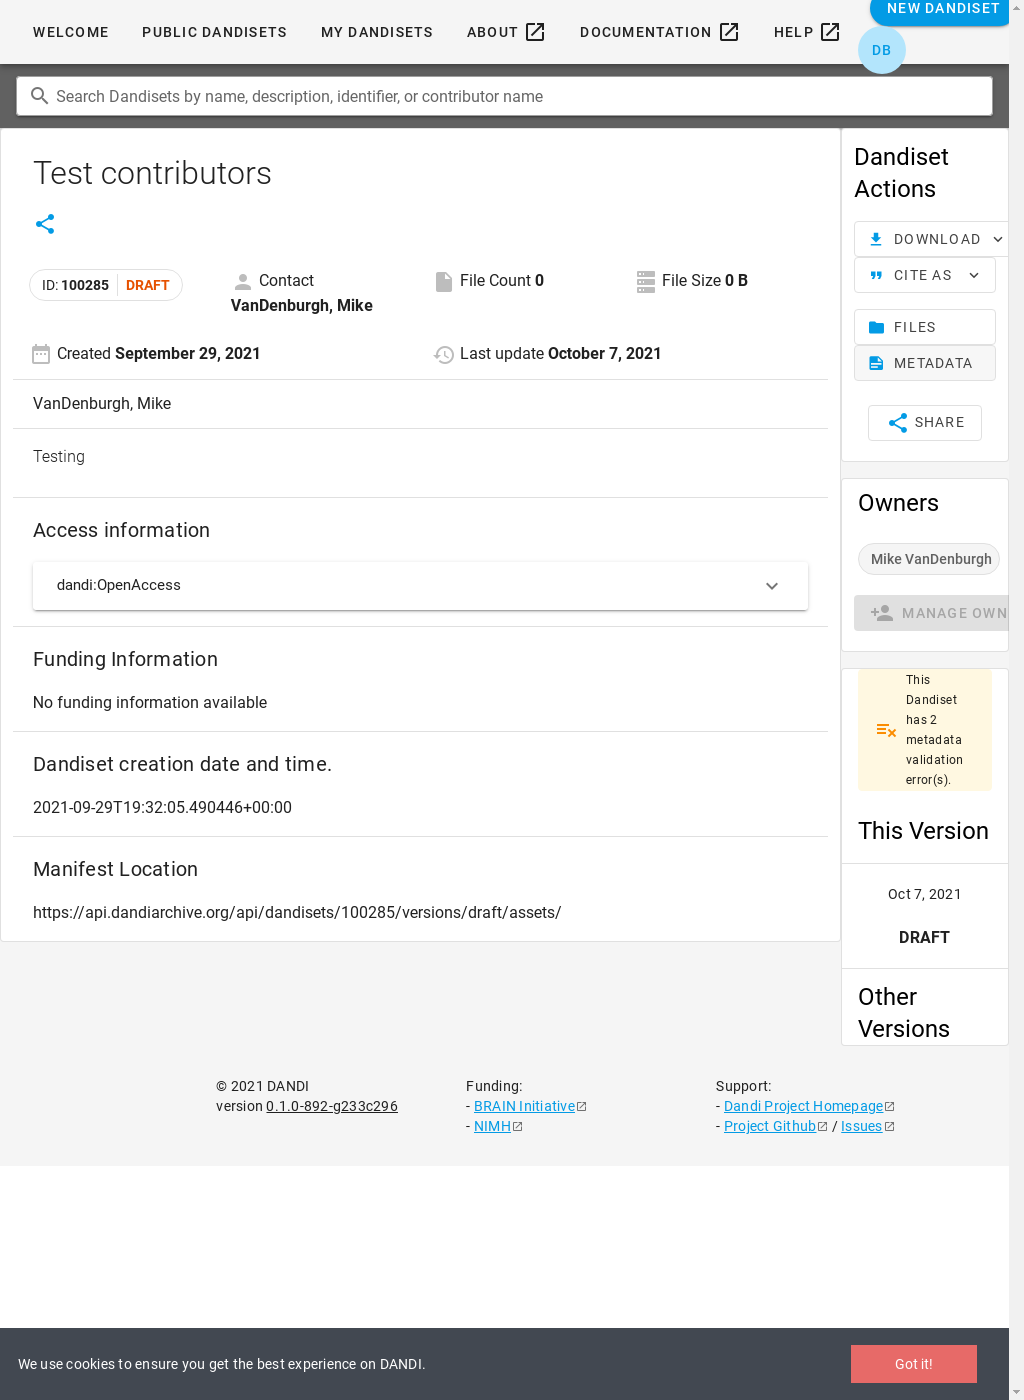 WELCOME
PUBLIC DANDISETS
MY DANDISETS
ABOUT
DOCUMENTATION
HELP
NEW DANDISET
DB
Search Dandisets by name, description, identifier, or contributor name
Test contributors
ID: 100285 DRAFT
Contact
VanDenburgh, Mike
File Count 0
File Size 0 B
Created September 29, 2021
Last update October 7, 2021
VanDenburgh, Mike
Testing
Access information
dandi:OpenAccess
Funding Information
No funding information available
Dandiset creation date and time.
2021-09-29T19:32:05.490446+00:00
Manifest Location
https://api.dandiarchive.org/api/dandisets/100285/versions/draft/assets/
Dandiset
Actions
DOWNLOAD
CITE AS
FILES
METADATA
SHARE
Owners
Mike VanDenburgh
MANAGE OWN
This
Dandiset
has 2
metadata
validation
error(s).
This Version
Oct 7, 2021
DRAFT
Other
Versions
© 2021 DANDI
version 0.1.0-892-g233c296
Funding:
- BRAIN Initiative
- NIMH
Support:
- Dandi Project Homepage
- Project Github / Issues
We use cookies to ensure you get the best experience on DANDI.
Got it!